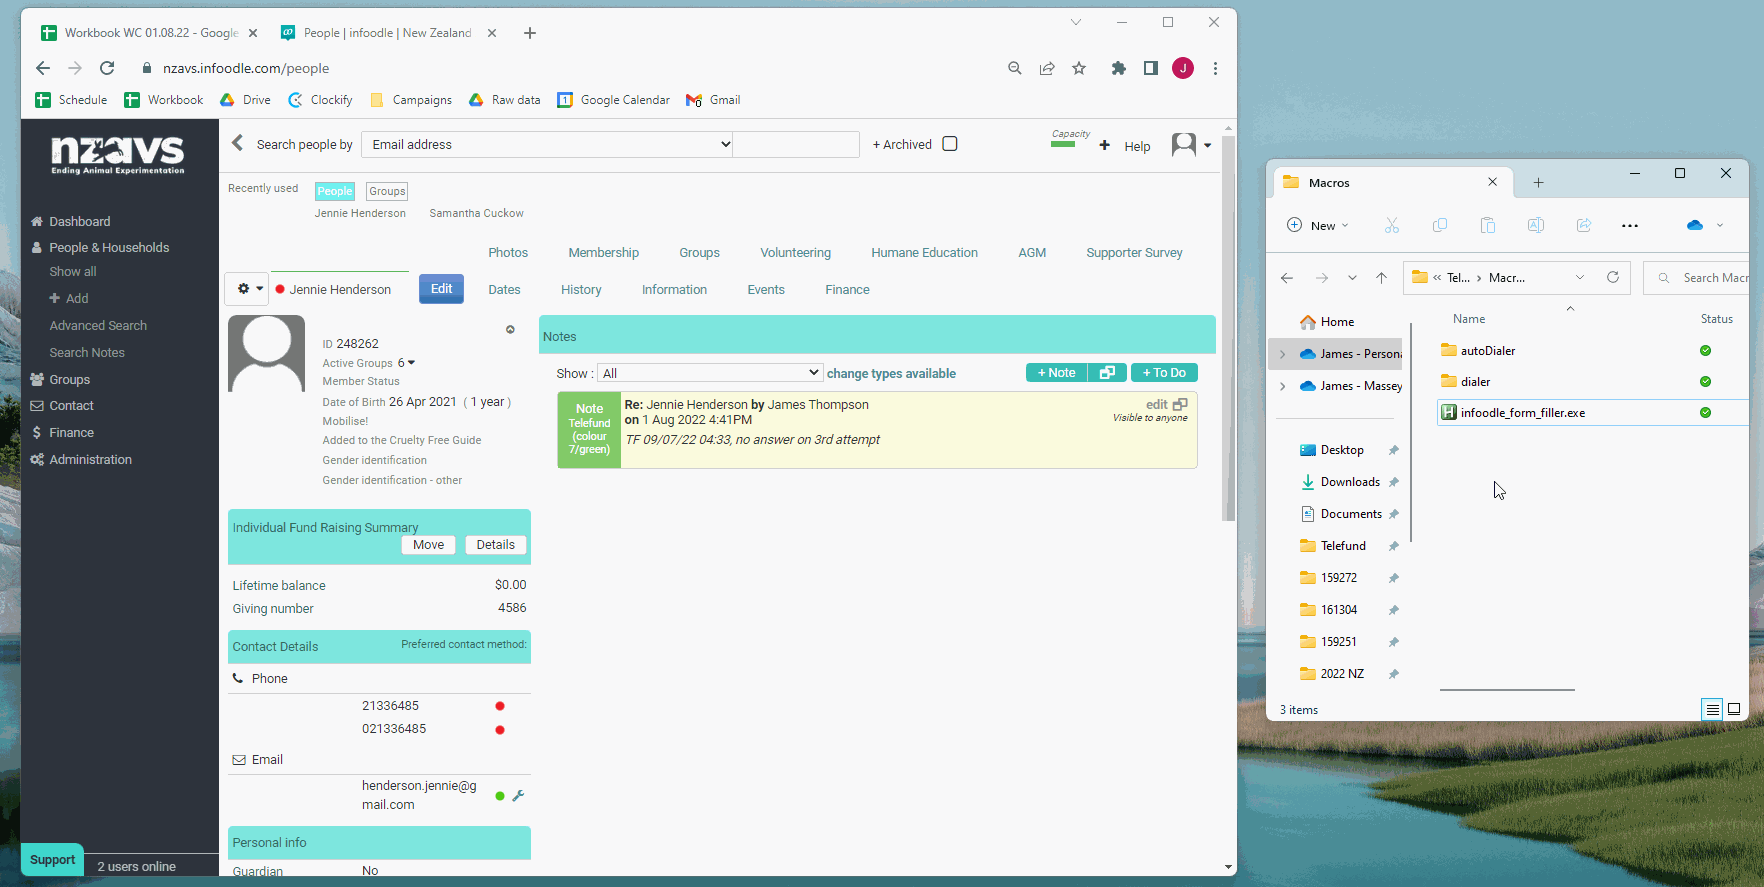 Workbook WC 01.08.22 - Google
People | infoodle | New Zealand
nzavs.infoodle.com/people
J
Schedule
Workbook
Drive
Clockify
Campaigns
Raw data
Google Calendar
Gmail
nzavs
Ending Animal Experimentation
Dashboard
People & Households
Show all
Add
Advanced Search
Search Notes
Groups
Contact
$ Finance
Administration
Support
2 users online
Search people by
Email address
+ Archived
Capacity
Help
Recently used
People
Groups
Jennie Henderson
Samantha Cuckow
Photos
Membership
Groups
Volunteering
Humane Education
AGM
Supporter Survey
Jennie Henderson
Edit
Dates
History
Information
Events
Finance
ID 248262
Active Groups 6
Member Status
Date of Birth 26 Apr 2021 ( 1 year )
Mobilise!
Added to the Cruelty Free Guide
Gender identification
Gender identification - other
Individual Fund Raising Summary
Move
Details
Lifetime balance $0.00
Giving number 4586
Contact Details
Preferred contact method:
Phone
21336485
021336485
Email
henderson.jennie@g
mail.com
Personal info
Guardian No
Notes
Show : All
change types available
+ Note
+ To Do
Note
Telefund
(colour
7/green)
Re: Jennie Henderson by James Thompson
on 1 Aug 2022 4:41PM
TF 09/07/22 04:33, no answer on 3rd attempt
edit
Visible to anyone
Macros
New
Tel...
Macr...
Search Macr
Home
James - Persona
James - Massey
Desktop
Downloads
Documents
Telefund
159272
161304
159251
2022 NZ
Name
Status
autoDialer
dialer
infoodle_form_filler.exe
3 items